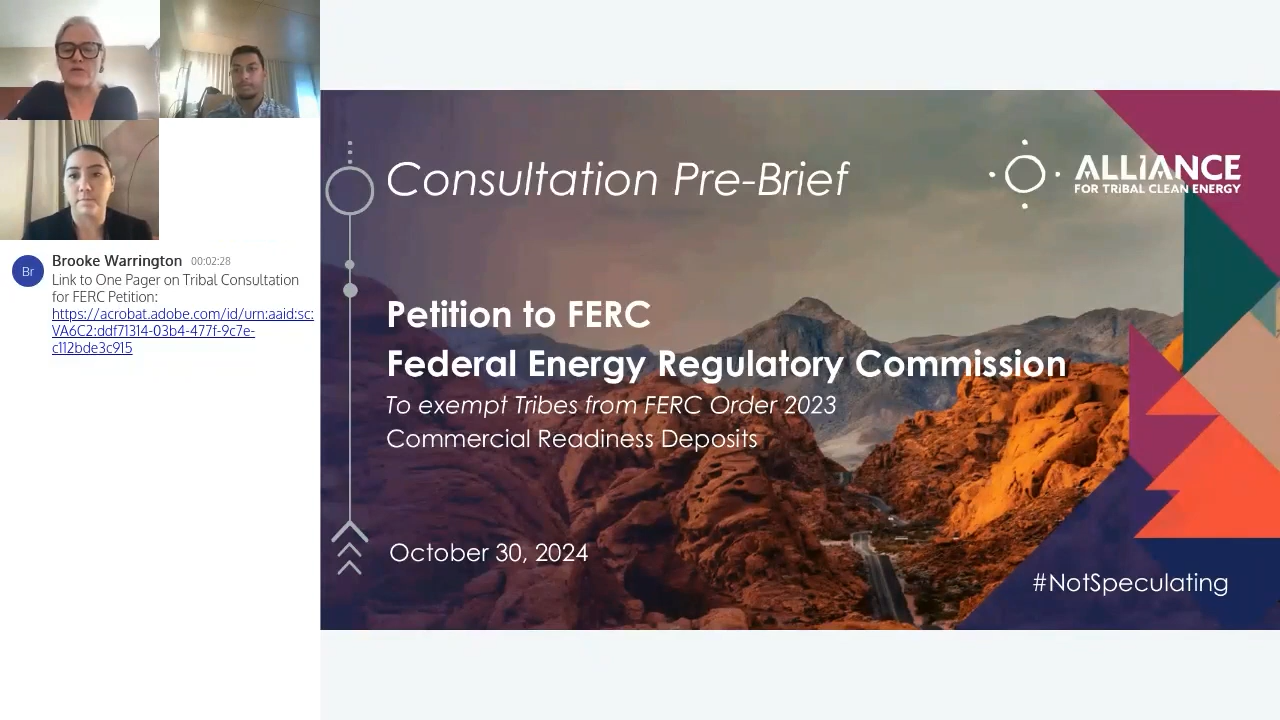 Br
Brooke Warrington 00:02:28
Link to One Pager on Tribal Consultation
for FERC Petition:
https://acrobat.adobe.com/id/urn:aaid:sc:
VA6C2:ddf71314-03b4-477f-9c7e-
c112bde3c915
Consultation Pre-Brief
ALLIANCE
FOR TRIBAL CLEAN ENERGY
Petition to FERC
Federal Energy Regulatory Commission
To exempt Tribes from FERC Order 2023
Commercial Readiness Deposits
October 30, 2024
#NotSpeculating